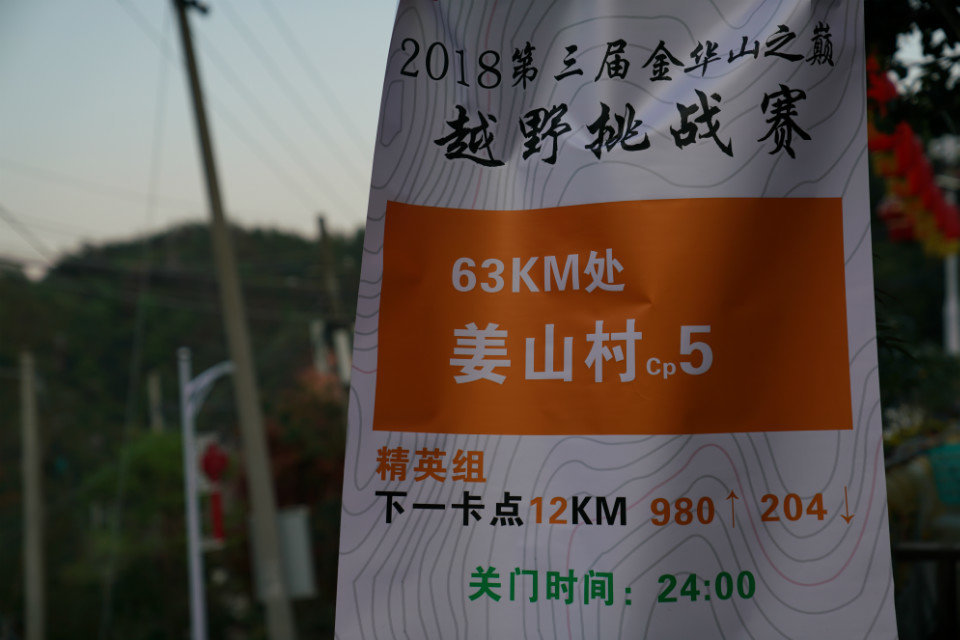 2018第三届金华山之巅
越野挑战赛
63KM处
姜山村Cp5
精英组
下一卡点12KM 980↑ 204↓
关门时间：24:00